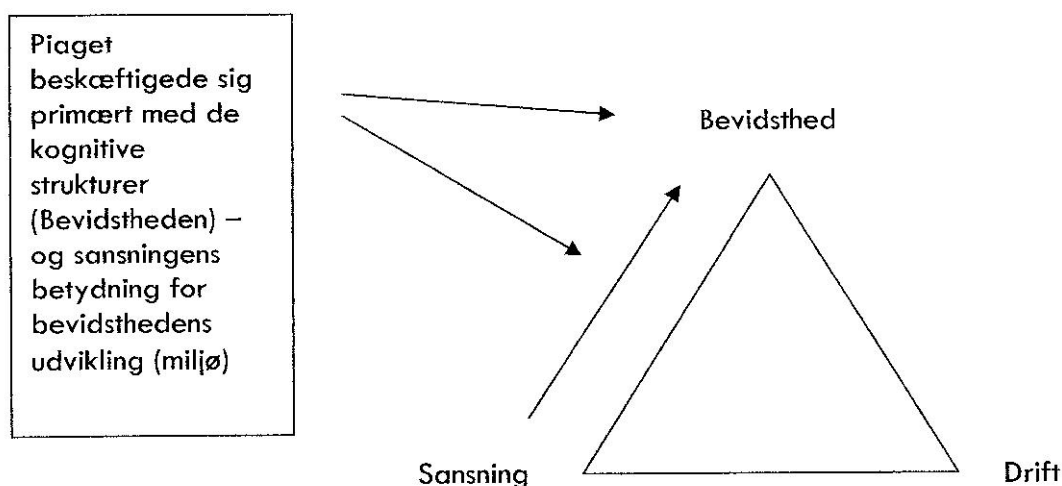 Piaget
beskæftigede sig
primært med de
kognitive
strukturer
(Bevidstheden) –
og sansningens
betydning for
bevidsthedens
udvikling (miljø)
Bevidsthed
Sansning
Drift